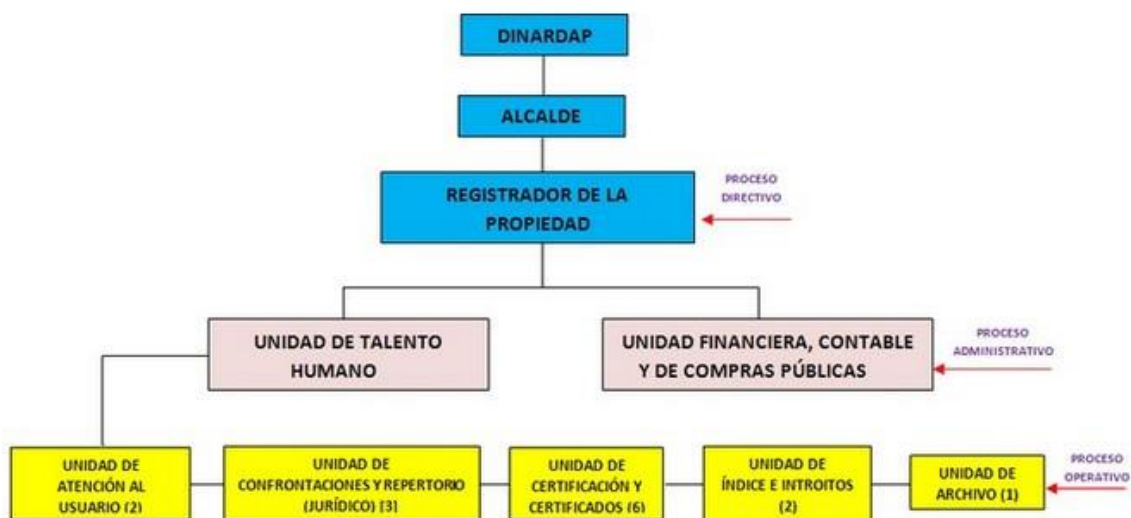 DINARDAP
ALCALDE
REGISTRADOR DE LA
PROPIEDAD
PROCESO
DIRECTIVO
UNIDAD DE TALENTO
HUMANO
UNIDAD FINANCIERA, CONTABLE
Y DE COMPRAS PÚBLICAS
PROCESO
ADMINISTRATIVO
UNIDAD DE
ATENCIÓN AL
USUARIO (2)
UNIDAD DE
CONFRONTACIONES Y REPERTORIO
(JURÍDICO) (3)
UNIDAD DE
CERTIFICACIÓN Y
CERTIFICADOS (6)
UNIDAD DE
ÍNDICE E INTROITOS
(2)
UNIDAD DE
ARCHIVO (1)
PROCESO
OPERATIVO